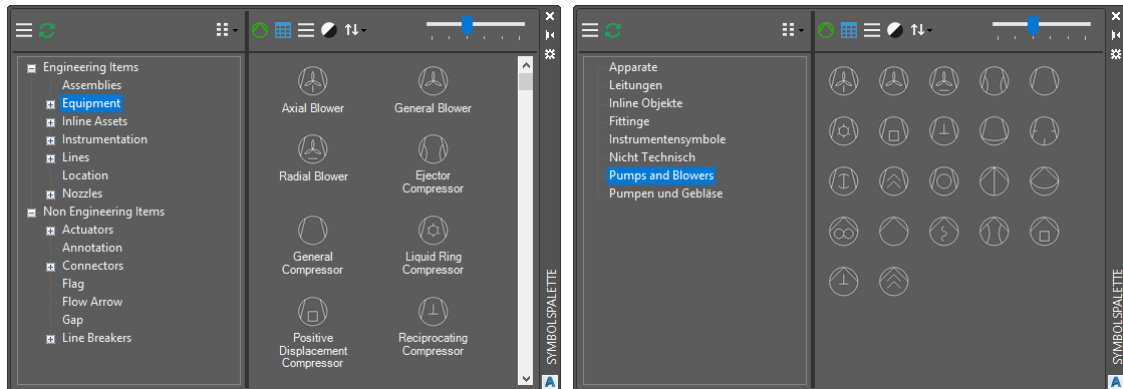 Engineering Items
Assemblies
Equipment
Inline Assets
Instrumentation
Lines
Location
Nozzles
Non Engineering Items
Actuators
Annotation
Connectors
Flag
Flow Arrow
Gap
Line Breakers
Axial Blower
General Blower
Radial Blower
Ejector
Compressor
General
Compressor
Liquid Ring
Compressor
Positive
Displacement
Compressor
Reciprocating
Compressor
SYMBOLSPALETTE
A
Apparate
Leitungen
Inline Objekte
Fittinge
Instrumentensymbole
Nicht Technisch
Pumps and Blowers
Pumpen und Gebläse
SYMBOLSPALETTE
A